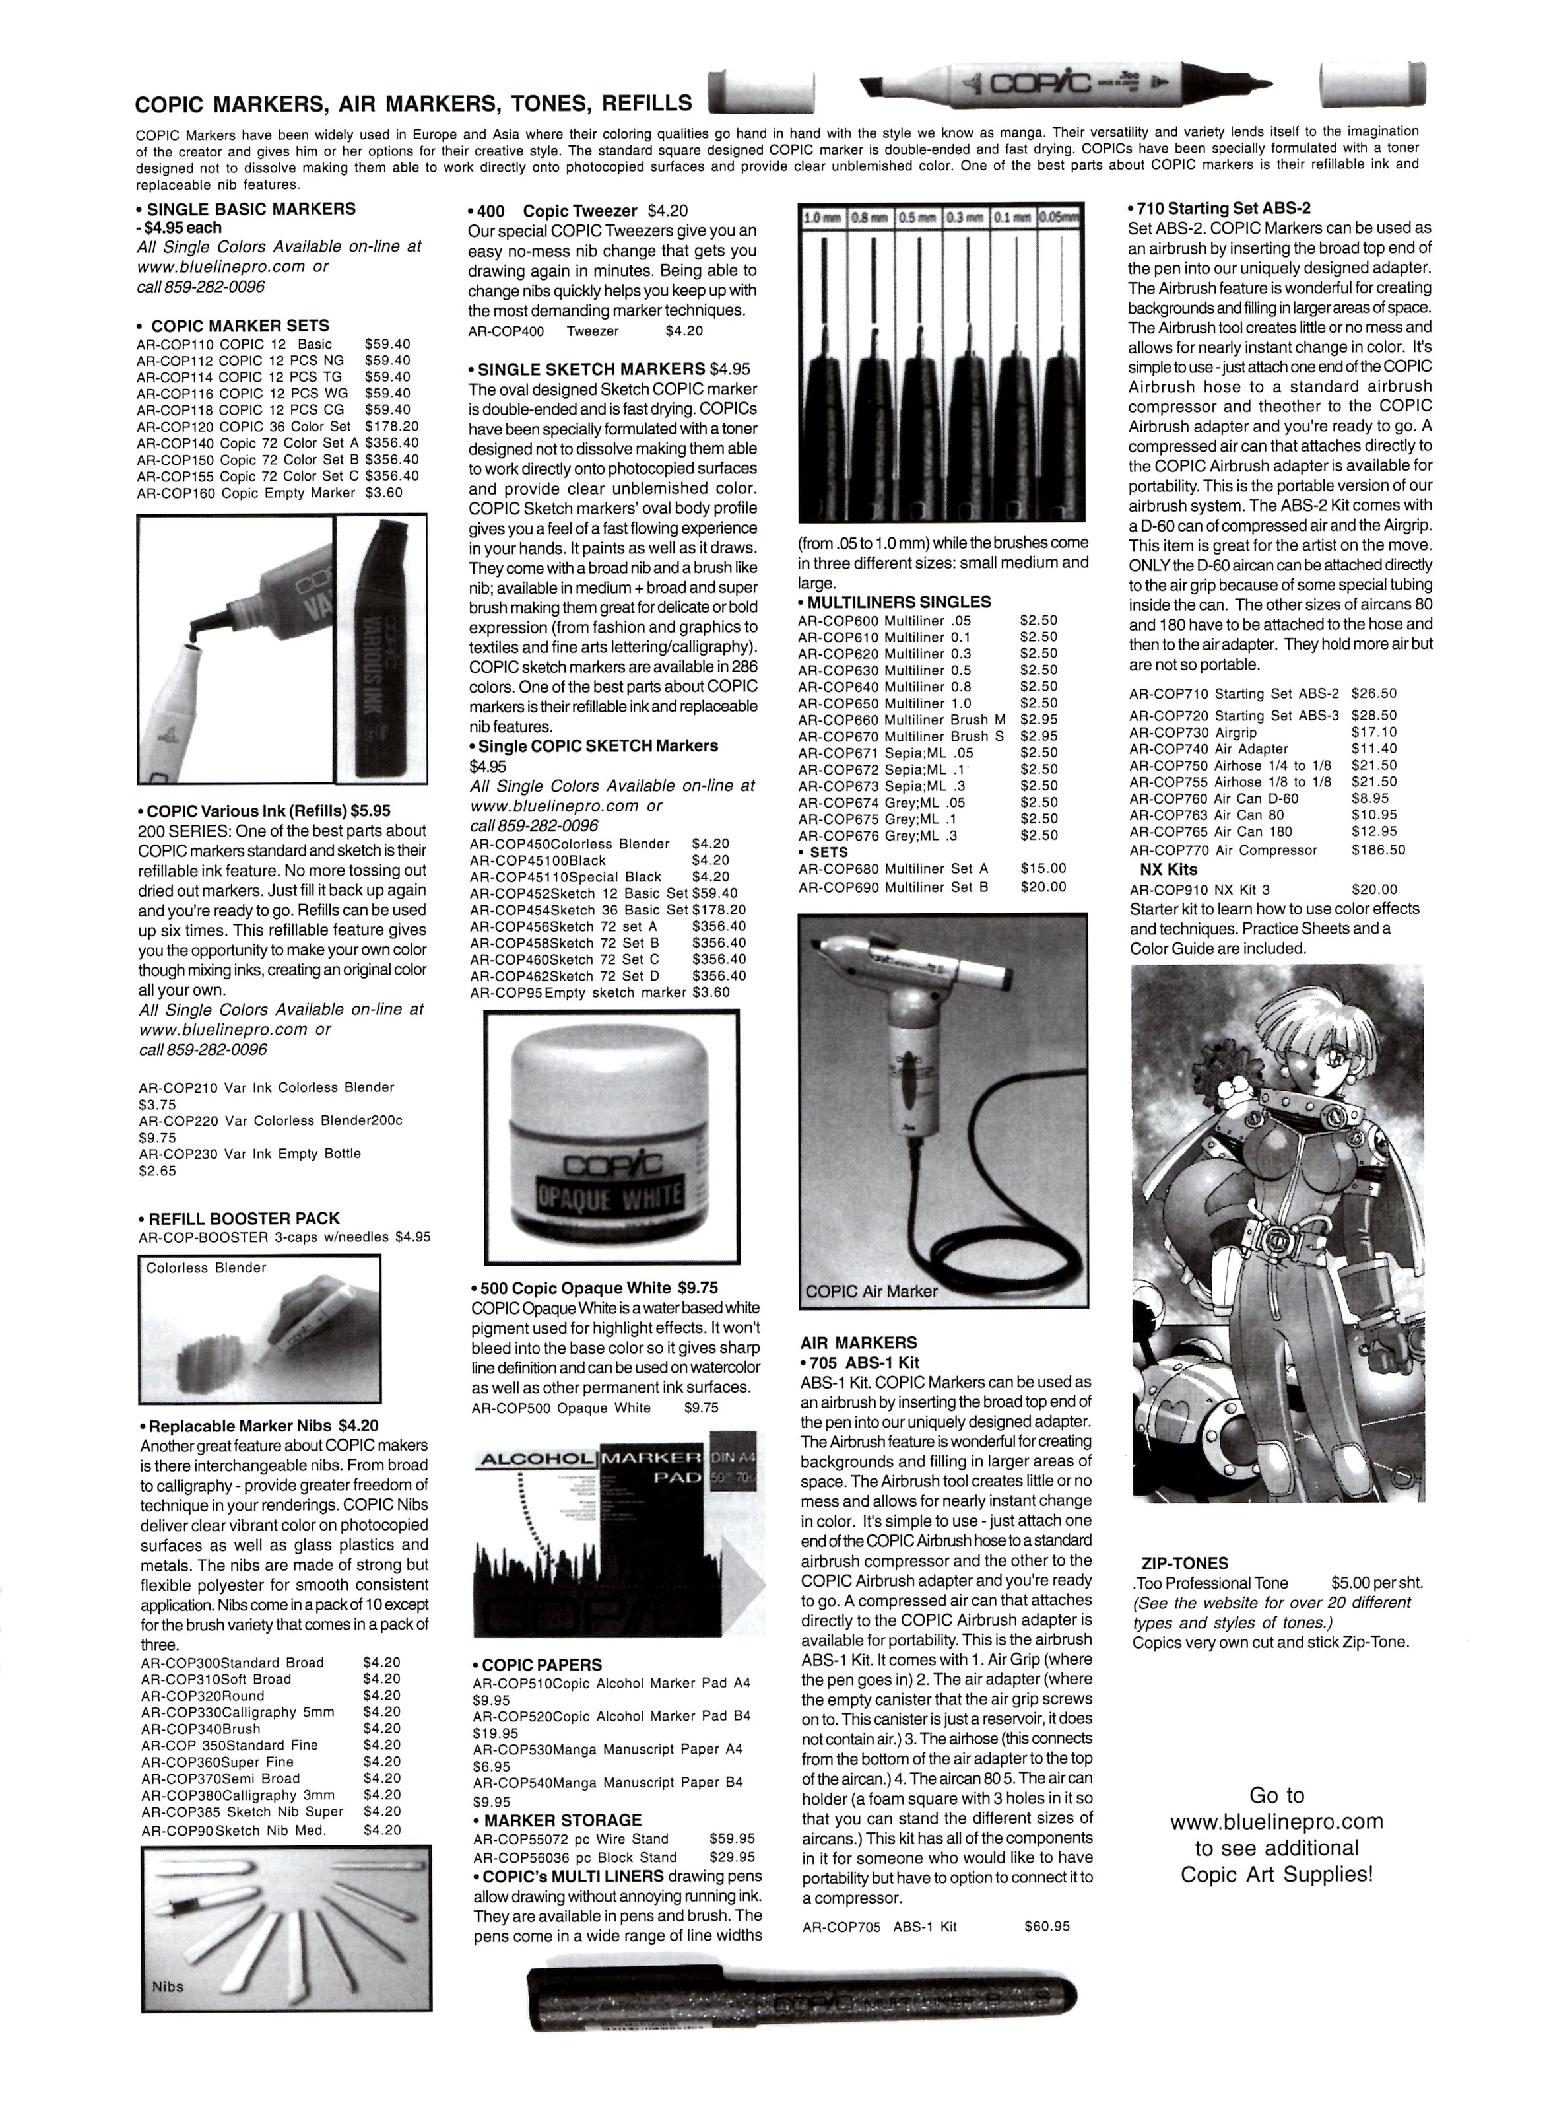 COPIC MARKERS, AIR MARKERS, TONES, REFILLS
COPIC
COPIC Markers have been widely used in Europe and Asia where their coloring qualities go hand in hand with the style we know as manga. Their versatility and variety lends itself to the imagination
of the creator and gives him or her options for their creative style. The standard square designed COPIC marker is double-ended and fast drying. COPICs have been specially formulated with a toner
designed not to dissolve making them able to work directly onto photocopied surfaces and provide clear unblemished color. One of the best parts about COPIC markers is their refillable ink and
replaceable nib features.
• SINGLE BASIC MARKERS
- $4.95 each
All Single Colors Available on-line at
www.bluelinepro.com or
call 859-282-0096
• COPIC MARKER SETS
AR-COP110 COPIC 12 Basic $59.40
AR-COP112 COPIC 12 PCS NG $59.40
AR-COP114 COPIC 12 PCS TG $59.40
AR-COP116 COPIC 12 PCS WG $59.40
AR-COP118 COPIC 12 PCS CG $59.40
AR-COP120 COPIC 36 Color Set $178.20
AR-COP140 Copic 72 Color Set A $356.40
AR-COP150 Copic 72 Color Set B $356.40
AR-COP155 Copic 72 Color Set C $356.40
AR-COP160 Copic Empty Marker $3.60
VARIOUS INK
• COPIC Various Ink (Refills) $5.95
200 SERIES: One of the best parts about
COPIC markers standard and sketch is their
refillable ink feature. No more tossing out
dried out markers. Just fill it back up again
and you're ready to go. Refills can be used
up six times. This refillable feature gives
you the opportunity to make your own color
though mixing inks, creating an original color
all your own.
All Single Colors Available on-line at
www.bluelinepro.com or
call 859-282-0096
AR-COP210 Var Ink Colorless Blender
$3.75
AR-COP220 Var Colorless Blender200c
$9.75
AR-COP230 Var Ink Empty Bottle
$2.65
• REFILL BOOSTER PACK
AR-COP-BOOSTER 3-caps w/needles $4.95
Colorless Blender
• Replacable Marker Nibs $4.20
Another great feature about COPIC makers
is there interchangeable nibs. From broad
to calligraphy - provide greater freedom of
technique in your renderings. COPIC Nibs
deliver clear vibrant color on photocopied
surfaces as well as glass plastics and
metals. The nibs are made of strong but
flexible polyester for smooth consistent
application. Nibs come in a pack of 10 except
for the brush variety that comes in a pack of
three.
AR-COP300Standard Broad $4.20
AR-COP310Soft Broad $4.20
AR-COP320Round $4.20
AR-COP330Calligraphy 5mm $4.20
AR-COP340Brush $4.20
AR-COP 350Standard Fine $4.20
AR-COP360Super Fine $4.20
AR-COP370Semi Broad $4.20
AR-COP380Calligraphy 3mm $4.20
AR-COP385 Sketch Nib Super $4.20
AR-COP90Sketch Nib Med. $4.20
Nibs
• 400 Copic Tweezer $4.20
Our special COPIC Tweezers give you an
easy no-mess nib change that gets you
drawing again in minutes. Being able to
change nibs quickly helps you keep up with
the most demanding marker techniques.
AR-COP400 Tweezer $4.20
• SINGLE SKETCH MARKERS $4.95
The oval designed Sketch COPIC marker
is double-ended and is fast drying. COPICs
have been specially formulated with a toner
designed not to dissolve making them able
to work directly onto photocopied surfaces
and provide clear unblemished color.
COPIC Sketch markers' oval body profile
gives you a feel of a fast flowing experience
in your hands. It paints as well as it draws.
They come with a broad nib and a brush like
nib; available in medium + broad and super
brush making them great for delicate or bold
expression (from fashion and graphics to
textiles and fine arts lettering/calligraphy).
COPIC sketch markers are available in 286
colors. One of the best parts about COPIC
markers is their refillable ink and replaceable
nib features.
• Single COPIC SKETCH Markers
$4.95
All Single Colors Available on-line at
www.bluelinepro.com or
call 859-282-0096
AR-COP450Colorless Blender $4.20
AR-COP45100Black $4.20
AR-COP45110Special Black $4.20
AR-COP452Sketch 12 Basic Set $59.40
AR-COP454Sketch 36 Basic Set $178.20
AR-COP456Sketch 72 set A $356.40
AR-COP458Sketch 72 Set B $356.40
AR-COP460Sketch 72 Set C $356.40
AR-COP462Sketch 72 Set D $356.40
AR-COP95Empty sketch marker $3.60
COPIC
OPAQUE WHITE
• 500 Copic Opaque White $9.75
COPIC Opaque White is a water based white
pigment used for highlight effects. It won't
bleed into the base color so it gives sharp
line definition and can be used on watercolor
as well as other permanent ink surfaces.
AR-COP500 Opaque White $9.75
ALCOHOL MARKER PAD
DIN A4
COPIC
• COPIC PAPERS
AR-COP510Copic Alcohol Marker Pad A4
$9.95
AR-COP520Copic Alcohol Marker Pad B4
$19.95
AR-COP530Manga Manuscript Paper A4
$6.95
AR-COP540Manga Manuscript Paper B4
$9.95
• MARKER STORAGE
AR-COP55072 pc Wire Stand $59.95
AR-COP56036 pc Block Stand $29.95
• COPIC's MULTI LINERS drawing pens
allow drawing without annoying running ink.
They are available in pens and brush. The
pens come in a wide range of line widths
1.0 mm 0.8 mm 0.5 mm 0.3 mm 0.1 mm 0.05mm
(from .05 to 1.0 mm) while the brushes come
in three different sizes: small medium and
large.
• MULTILINERS SINGLES
AR-COP600 Multiliner .05 $2.50
AR-COP610 Multiliner 0.1 $2.50
AR-COP620 Multiliner 0.3 $2.50
AR-COP630 Multiliner 0.5 $2.50
AR-COP640 Multiliner 0.8 $2.50
AR-COP650 Multiliner 1.0 $2.50
AR-COP660 Multiliner Brush M $2.95
AR-COP670 Multiliner Brush S $2.95
AR-COP671 Sepia;ML .05 $2.50
AR-COP672 Sepia;ML .1 $2.50
AR-COP673 Sepia;ML .3 $2.50
AR-COP674 Grey;ML .05 $2.50
AR-COP675 Grey;ML .1 $2.50
AR-COP676 Grey;ML .3 $2.50
• SETS
AR-COP680 Multiliner Set A $15.00
AR-COP690 Multiliner Set B $20.00
COPIC Air Marker
AIR MARKERS
• 705 ABS-1 Kit
ABS-1 Kit. COPIC Markers can be used as
an airbrush by inserting the broad top end of
the pen into our uniquely designed adapter.
The Airbrush feature is wonderful for creating
backgrounds and filling in larger areas of
space. The Airbrush tool creates little or no
mess and allows for nearly instant change
in color. It's simple to use - just attach one
end of the COPIC Airbrush hose to a standard
airbrush compressor and the other to the
COPIC Airbrush adapter and you're ready
to go. A compressed air can that attaches
directly to the COPIC Airbrush adapter is
available for portability. This is the airbrush
ABS-1 Kit. It comes with 1. Air Grip (where
the pen goes in) 2. The air adapter (where
the empty canister that the air grip screws
on to. This canister is just a reservoir, it does
not contain air.) 3. The airhose (this connects
from the bottom of the air adapter to the top
of the aircan.) 4. The aircan 80 5. The air can
holder (a foam square with 3 holes in it so
that you can stand the different sizes of
aircans.) This kit has all of the components
in it for someone who would like to have
portability but have to option to connect it to
a compressor.
AR-COP705 ABS-1 Kit $60.95
COPIC MULTI LINER
• 710 Starting Set ABS-2
Set ABS-2. COPIC Markers can be used as
an airbrush by inserting the broad top end of
the pen into our uniquely designed adapter.
The Airbrush feature is wonderful for creating
backgrounds and filling in larger areas of space.
The Airbrush tool creates little or no mess and
allows for nearly instant change in color. It's
simple to use - just attach one end of the COPIC
Airbrush hose to a standard airbrush
compressor and theother to the COPIC
Airbrush adapter and you're ready to go. A
compressed air can that attaches directly to
the COPIC Airbrush adapter is available for
portability. This is the portable version of our
airbrush system. The ABS-2 Kit comes with
a D-60 can of compressed air and the Airgrip.
This item is great for the artist on the move.
ONLY the D-60 aircan can be attached directly
to the air grip because of some special tubing
inside the can. The other sizes of aircans 80
and 180 have to be attached to the hose and
then to the air adapter. They hold more air but
are not so portable.
AR-COP710 Starting Set ABS-2 $26.50
AR-COP720 Starting Set ABS-3 $28.50
AR-COP730 Airgrip $17.10
AR-COP740 Air Adapter $11.40
AR-COP750 Airhose 1/4 to 1/8 $21.50
AR-COP755 Airhose 1/8 to 1/8 $21.50
AR-COP760 Air Can D-60 $8.95
AR-COP763 Air Can 80 $10.95
AR-COP765 Air Can 180 $12.95
AR-COP770 Air Compressor $186.50
NX Kits
AR-COP910 NX Kit 3 $20.00
Starter kit to learn how to use color effects
and techniques. Practice Sheets and a
Color Guide are included.
ZIP-TONES
.Too Professional Tone $5.00 per sht.
(See the website for over 20 different
types and styles of tones.)
Copics very own cut and stick Zip-Tone.
Go to
www.bluelinepro.com
to see additional
Copic Art Supplies!